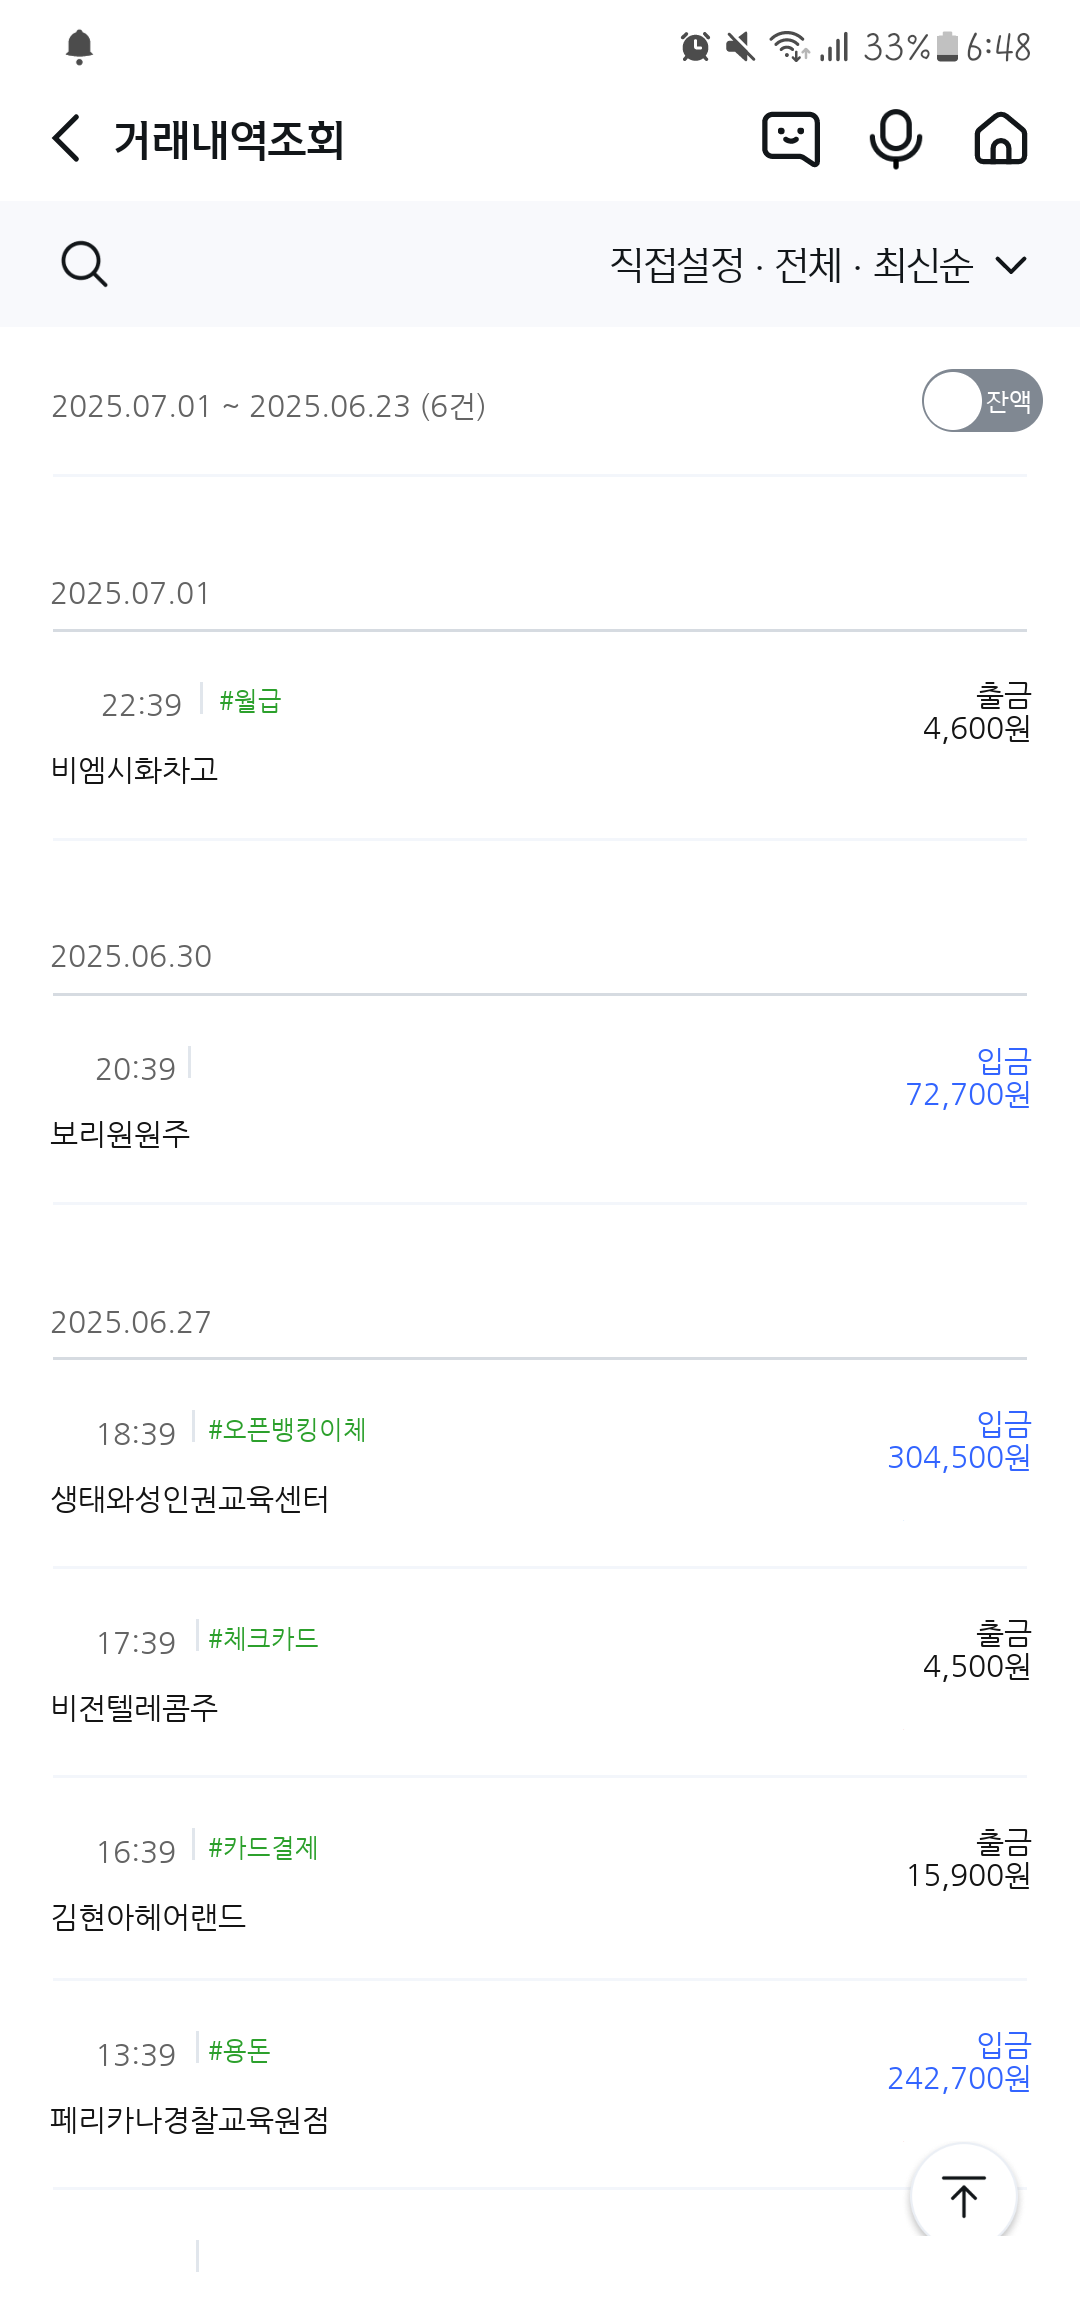 33% 6:48
거래내역조회
직접설정 · 전체 · 최신순
2025.07.01 ~ 2025.06.23 (6건)
잔액
2025.07.01
22:39 #월급
출금
4,600원
비엠시화차고
2025.06.30
20:39
입금
72,700원
보리원원주
2025.06.27
18:39 #오픈뱅킹이체
입금
304,500원
생태와성인권교육센터
17:39 #체크카드
출금
4,500원
비전텔레콤주
16:39 #카드결제
출금
15,900원
김현아헤어랜드
13:39 #용돈
입금
242,700원
페리카나경찰교육원점